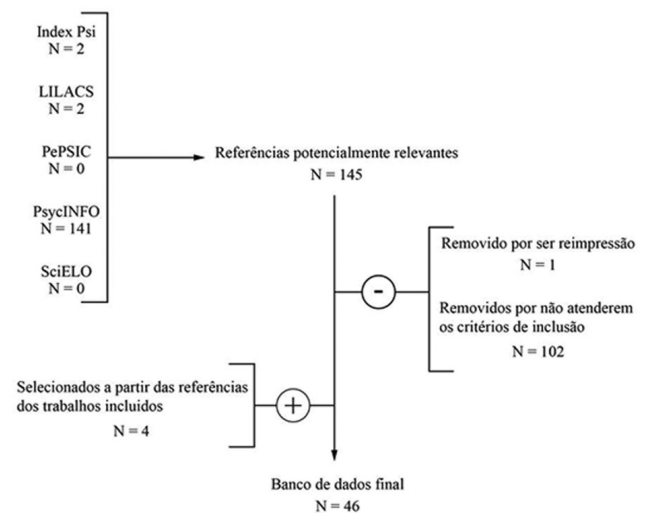 Index Psi
N = 2
LILACS
N = 2
PePSIC
N = 0
PsycINFO
N = 141
SciELO
N = 0
Referências potencialmente relevantes
N = 145
Removido por ser reimpressão
N = 1
-
Removidos por não atenderem
os critérios de inclusão
N = 102
Selecionados a partir das referências
dos trabalhos incluidos
N = 4
+
Banco de dados final
N = 46